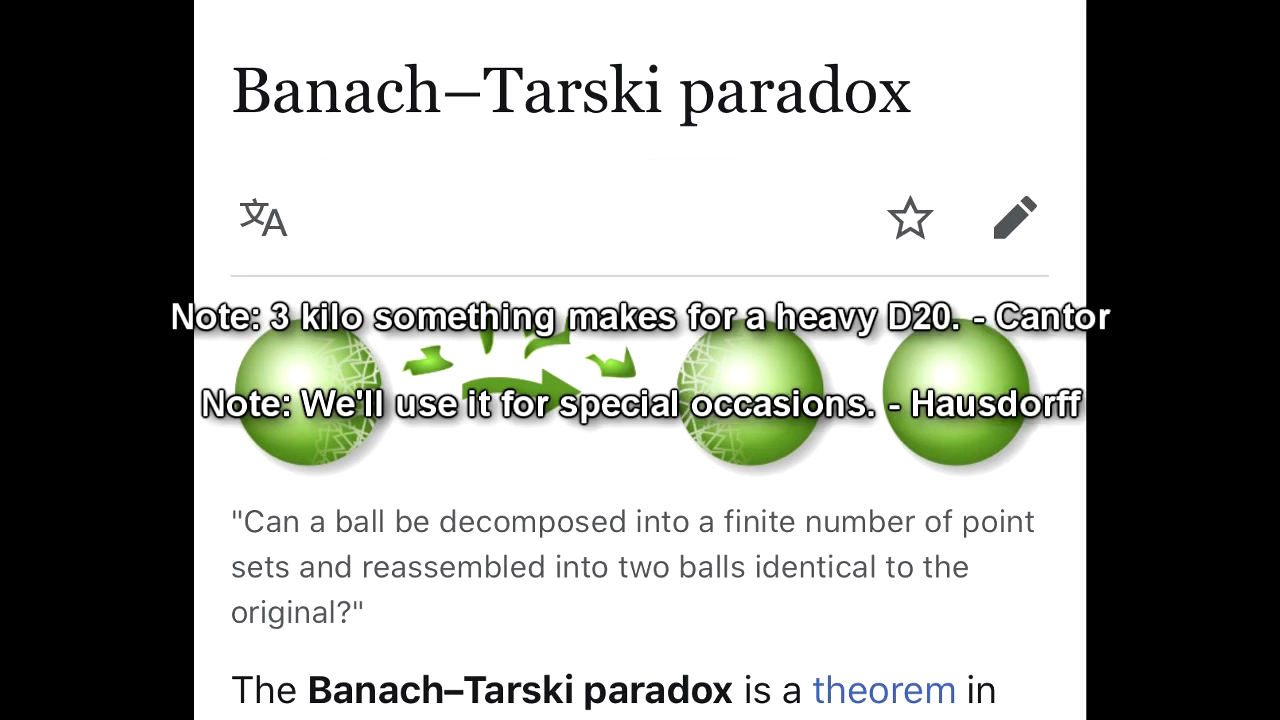 Banach–Tarski paradox
文A
Note: 3 kilo something makes for a heavy D20. - Cantor
Note: We'll use it for special occasions. - Hausdorff
"Can a ball be decomposed into a finite number of point
sets and reassembled into two balls identical to the
original?"
The Banach–Tarski paradox is a theorem in